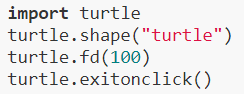 import turtle
turtle.shape("turtle")
turtle.fd(100)
turtle.exitonclick()